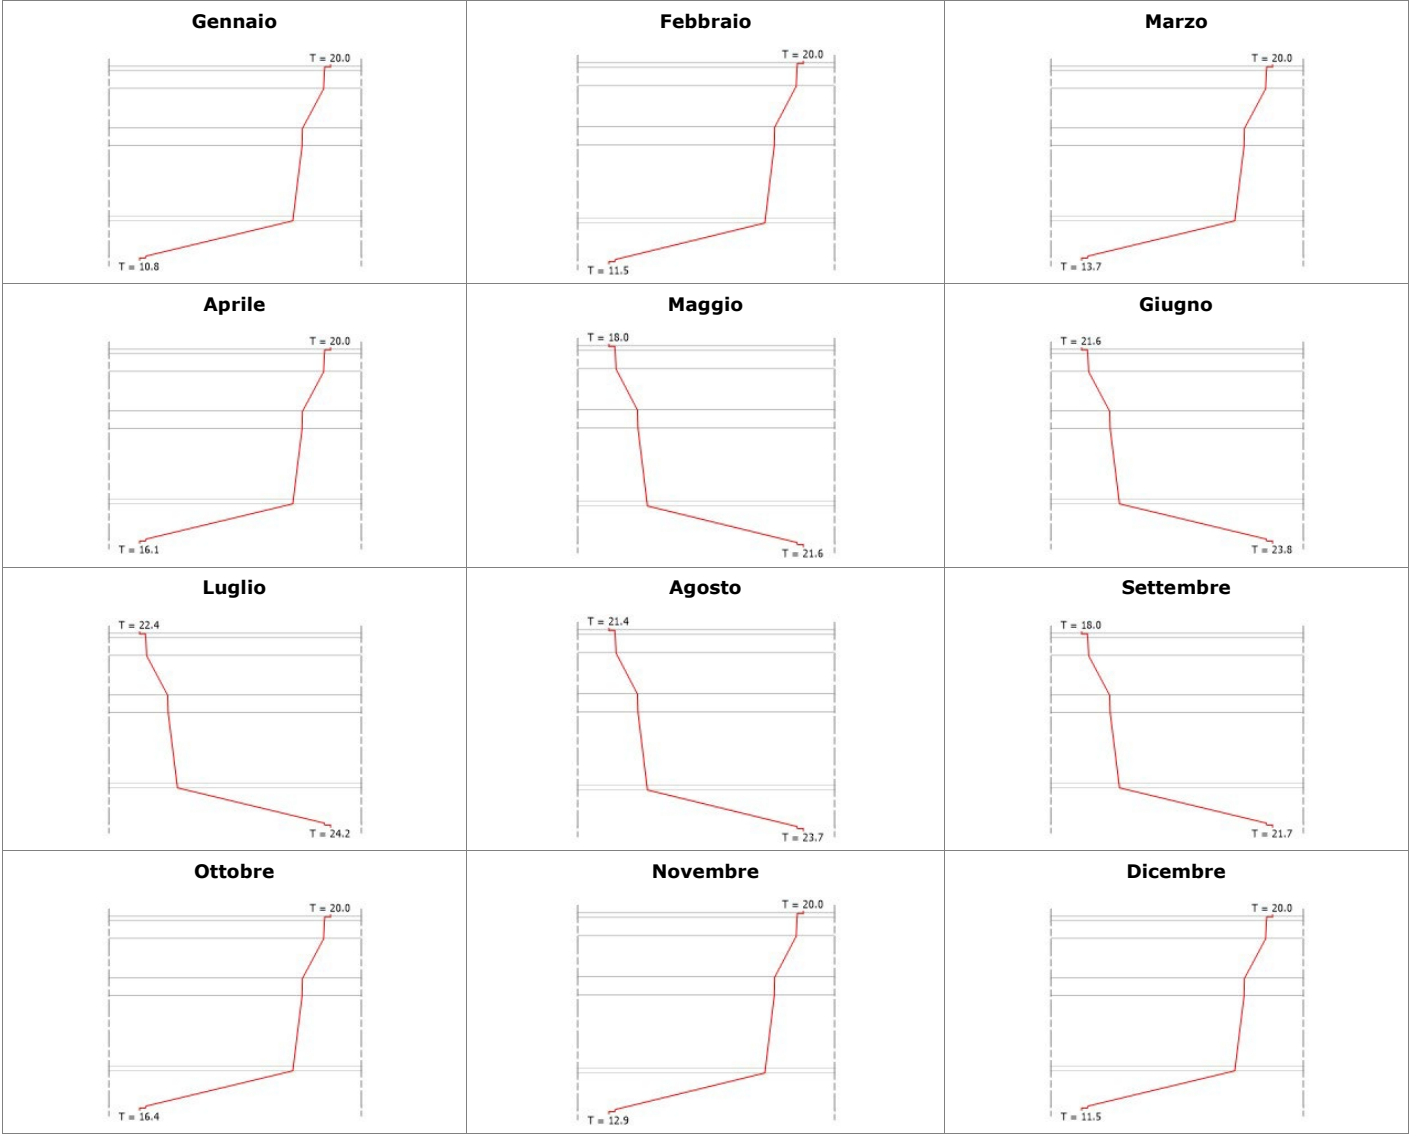 Gennaio
T = 20.0
T = 10.8
Febbraio
T = 20.0
T = 11.5
Marzo
T = 20.0
T = 13.7
Aprile
T = 20.0
T = 16.1
Maggio
T = 18.0
T = 21.6
Giugno
T = 21.6
T = 23.8
Luglio
T = 22.4
T = 24.2
Agosto
T = 21.4
T = 23.7
Settembre
T = 18.0
T = 21.7
Ottobre
T = 20.0
T = 16.4
Novembre
T = 20.0
T = 12.9
Dicembre
T = 20.0
T = 11.5